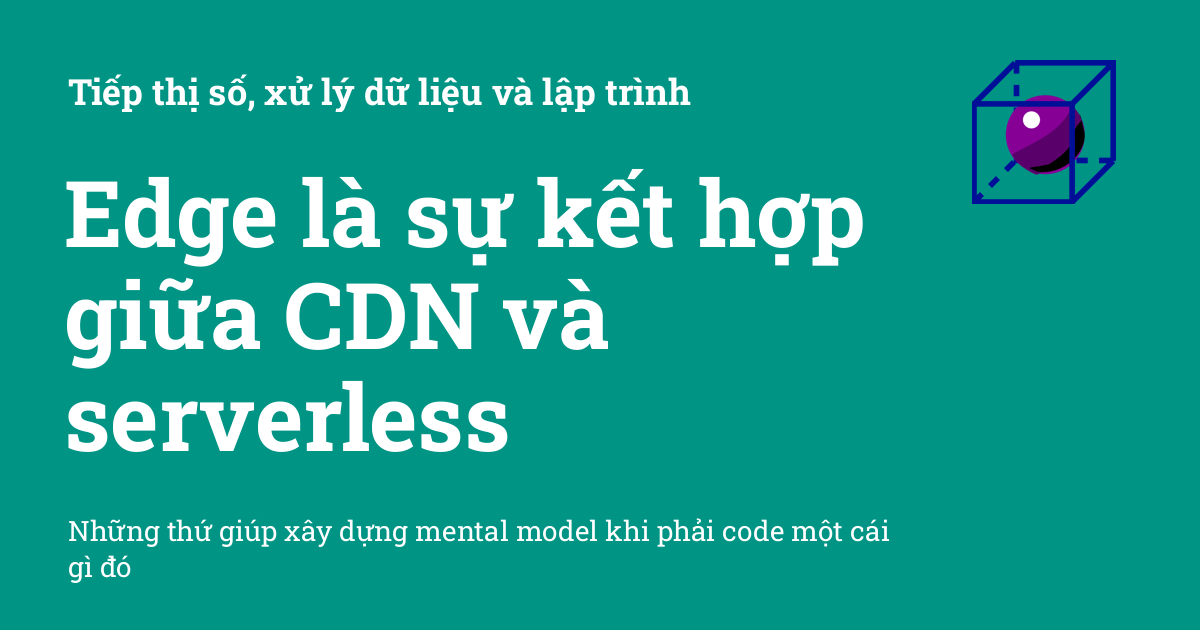 Tiếp thị số, xử lý dữ liệu và lập trình
Edge là sự kết hợp
giữa CDN và
serverless
Những thứ giúp xây dựng mental model khi phải code một cái
gì đó